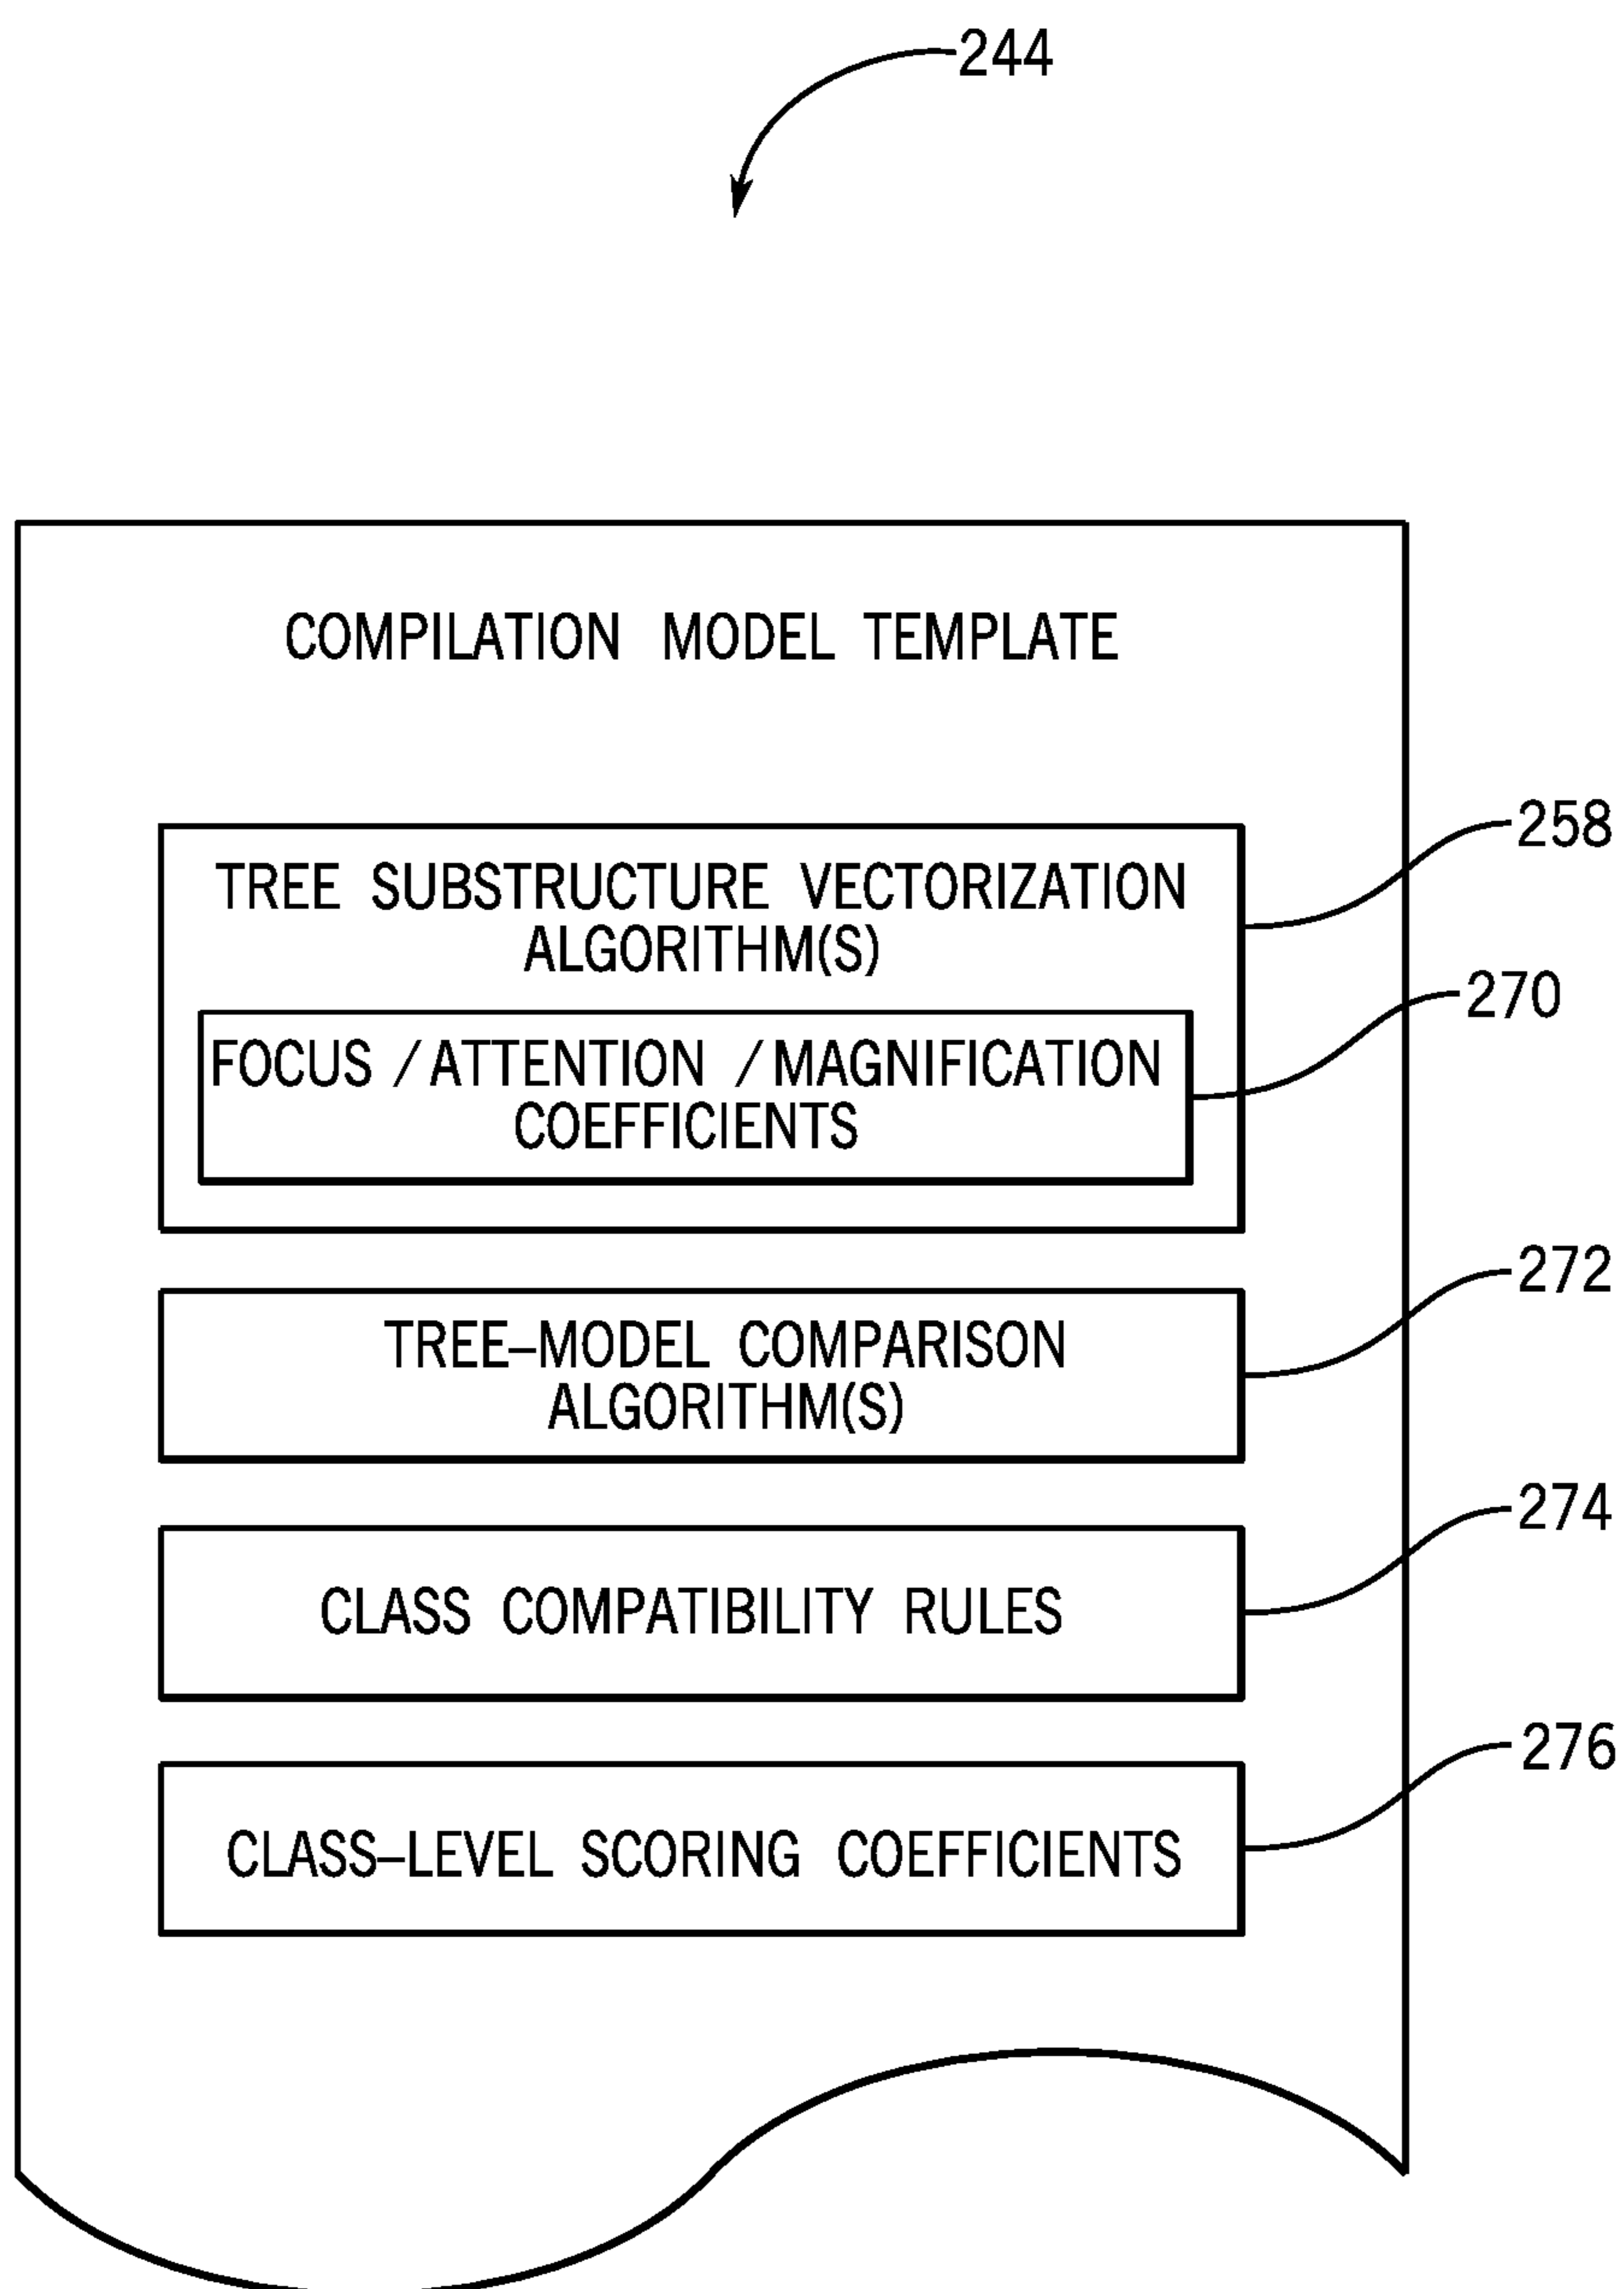 244
COMPILATION MODEL TEMPLATE
258
TREE SUBSTRUCTURE VECTORIZATION
ALGORITHM(S)
270
FOCUS/ATTENTION/MAGNIFICATION
COEFFICIENTS
272
TREE–MODEL COMPARISON
ALGORITHM(S)
274
CLASS COMPATIBILITY RULES
276
CLASS–LEVEL SCORING COEFFICIENTS